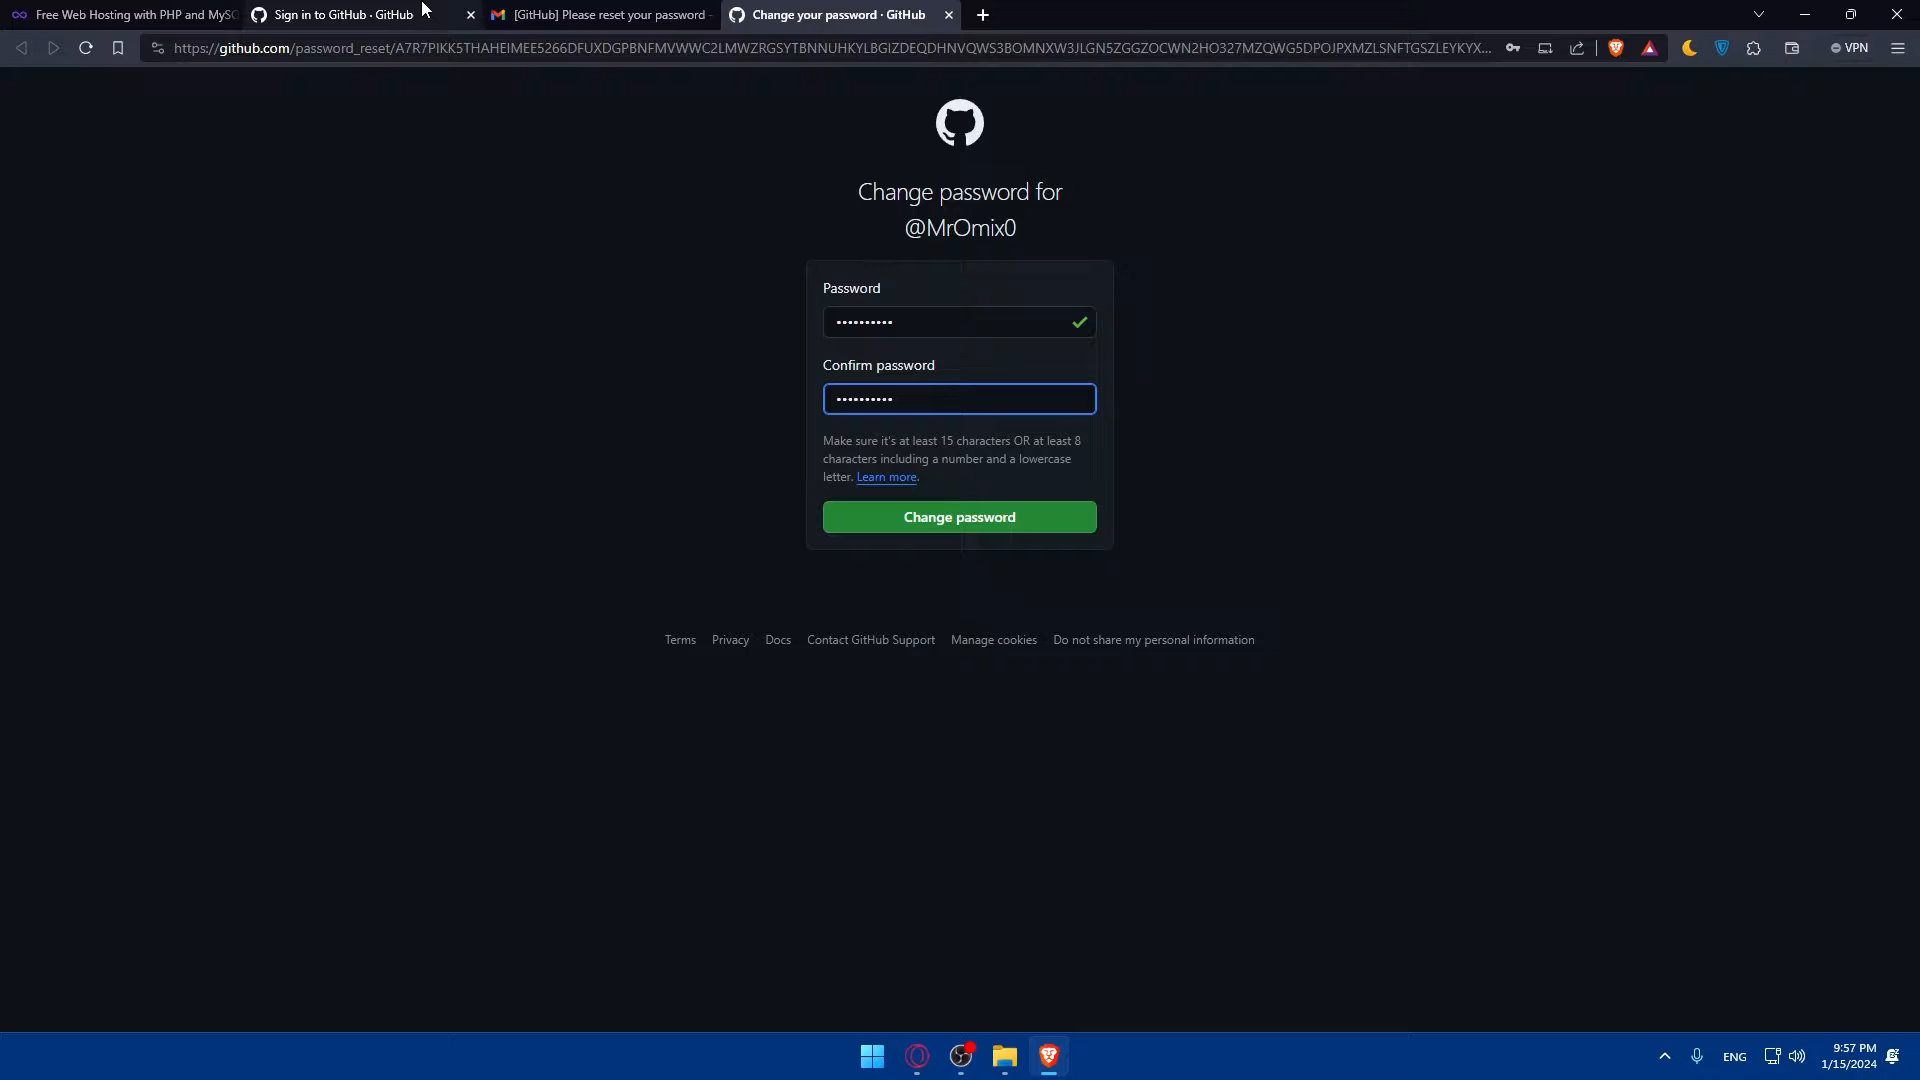 Free Web Hosting with PHP and MySQ
Sign in to GitHub · GitHub
[GitHub] Please reset your password -
Change your password · GitHub
https://github.com/password_reset/A7R7PIKK5THAHEIMEE5266DFUXDGPBNFMVWWC2LMWZRGSYTBNNUHKYLBGIZDEQDHNVQWS3BOMNXW3JLGN5ZGGZOCWN2HO327MZQWG5DPOJPXMZLSNFTGSZLEYKYX...
VPN
Change password for
@MrOmix0
Password
Confirm password
Make sure it's at least 15 characters OR at least 8
characters including a number and a lowercase
letter. Learn more.
Change password
Terms Privacy Docs Contact GitHub Support Manage cookies Do not share my personal information
ENG
9:57 PM
1/15/2024